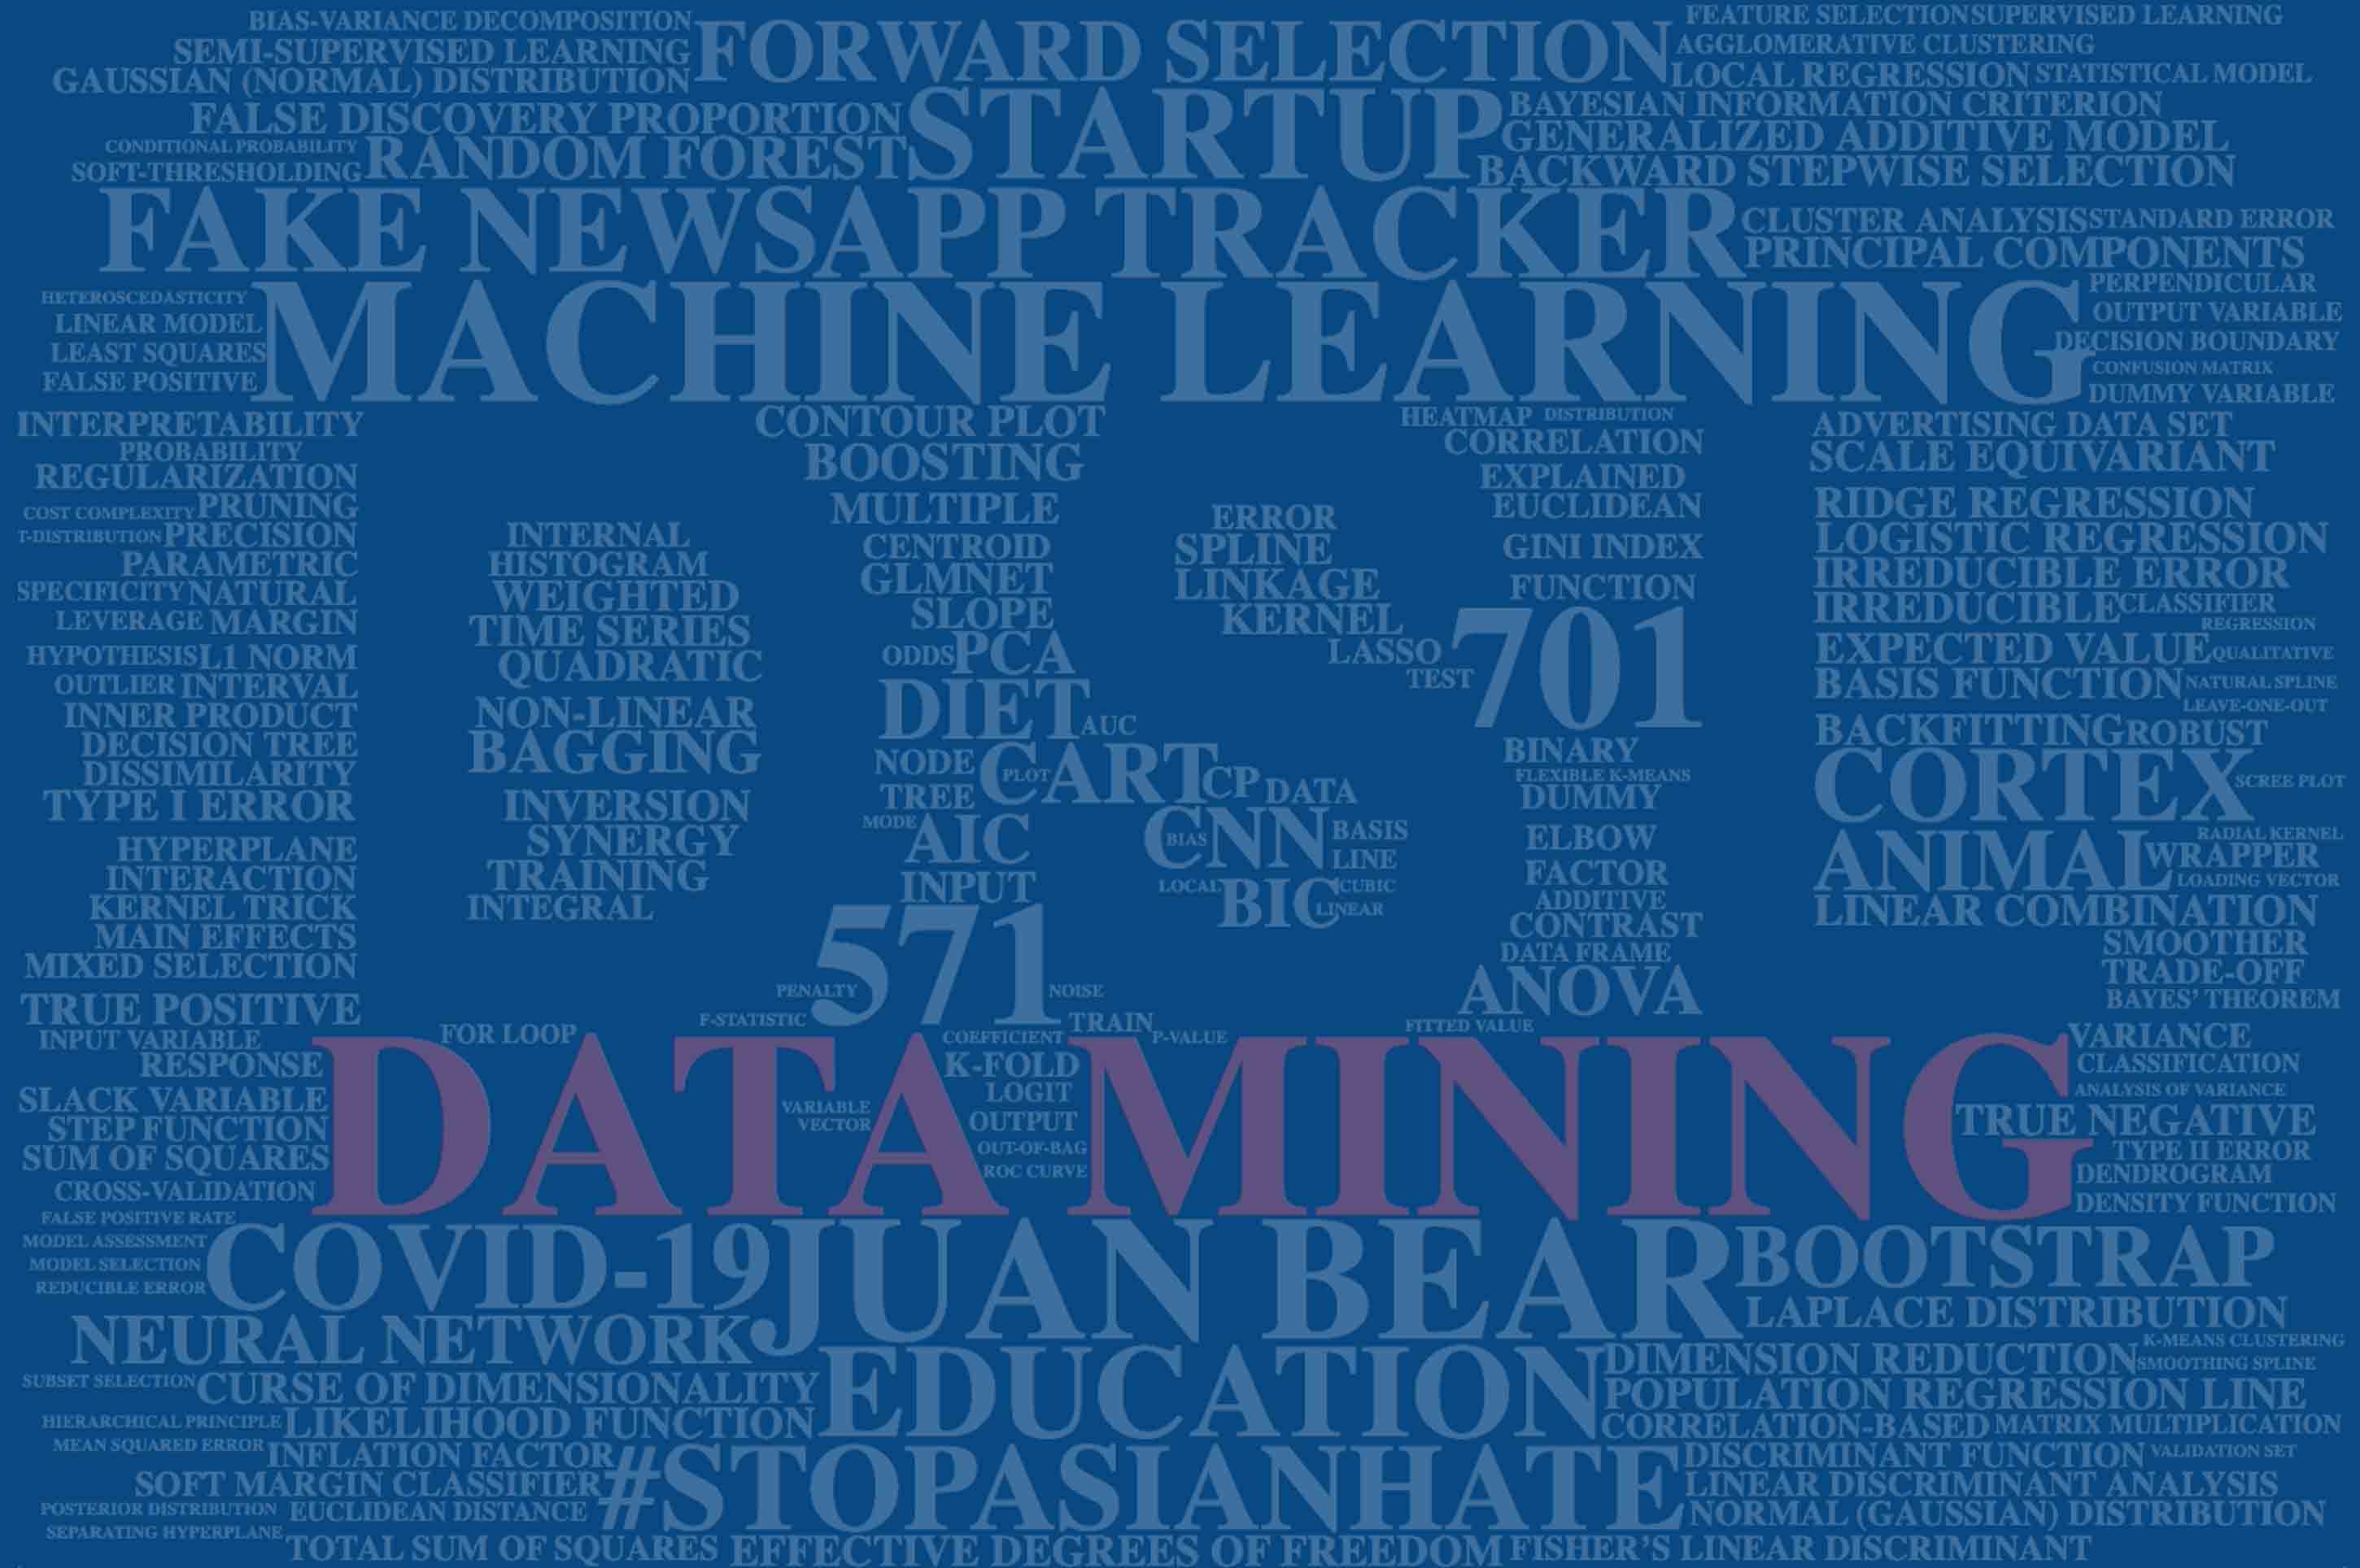 BIAS-VARIANCE DECOMPOSITION
SEMI-SUPERVISED LEARNING
GAUSSIAN (NORMAL) DISTRIBUTION
FORWARD SELECTION
FEATURE SELECTION SUPERVISED LEARNING
AGGLOMERATIVE CLUSTERING
LOCAL REGRESSION STATISTICAL MODEL
FALSE DISCOVERY PROPORTION
CONDITIONAL PROBABILITY
SOFT-THRESHOLDING
RANDOM FOREST
STARTUP
BAYESIAN INFORMATION CRITERION
GENERALIZED ADDITIVE MODEL
BACKWARD STEPWISE SELECTION
FAKE NEWS
APP TRACKER
CLUSTER ANALYSIS STANDARD ERROR
PRINCIPAL COMPONENTS
HETEROSCEDASTICITY
LINEAR MODEL
LEAST SQUARES
FALSE POSITIVE
MACHINE LEARNING
PERPENDICULAR
OUTPUT VARIABLE
DECISION BOUNDARY
CONFUSION MATRIX
DUMMY VARIABLE
INTERPRETABILITY
PROBABILITY
REGULARIZATION
COST COMPLEXITY PRUNING
T-DISTRIBUTION PRECISION
PARAMETRIC
SPECIFICITY NATURAL
LEVERAGE MARGIN
HYPOTHESIS L1 NORM
OUTLIER INTERVAL
INNER PRODUCT
DECISION TREE
DISSIMILARITY
TYPE I ERROR
HYPERPLANE
INTERACTION
KERNEL TRICK
MAIN EFFECTS
MIXED SELECTION
TRUE POSITIVE
INPUT VARIABLE
RESPONSE
SLACK VARIABLE
STEP FUNCTION
SUM OF SQUARES
CROSS-VALIDATION
INTERNAL
HISTOGRAM
WEIGHTED
TIME SERIES
QUADRATIC
NON-LINEAR
BAGGING
INVERSION
SYNERGY
TRAINING
INTEGRAL
CONTOUR PLOT
BOOSTING
MULTIPLE
CENTROID
GLMNET
SLOPE
ODDS PCA
DIET AUC
NODE
TREE
PLOT
CART
CP DATA
MODE AIC
INPUT
571
PENALTY
NOISE
F-STATISTIC
ERROR
SPLINE
LINKAGE
KERNEL
LASSO
TEST
BIAS CNN BASIS
LINE
LOCAL BIC CUBIC
LINEAR
HEATMAP DISTRIBUTION
CORRELATION
EXPLAINED
EUCLIDEAN
GINI INDEX
FUNCTION
701
BINARY
FLEXIBLE K-MEANS
DUMMY
ELBOW
FACTOR
ADDITIVE
CONTRAST
DATA FRAME
ANOVA
FITTED VALUE
ADVERTISING DATA SET
SCALE EQUIVARIANT
RIDGE REGRESSION
LOGISTIC REGRESSION
IRREDUCIBLE ERROR
IRREDUCIBLE CLASSIFIER
REGRESSION
EXPECTED VALUE QUALITATIVE
BASIS FUNCTION NATURAL SPLINE
LEAVE-ONE-OUT
BACKFITTING ROBUST
CORTEX SCREE PLOT
RADIAL KERNEL
ANIMAL WRAPPER
LOADING VECTOR
LINEAR COMBINATION
SMOOTHER
TRADE-OFF
BAYES' THEOREM
FOR LOOP
DATA MINING
VARIABLE
VECTOR
COEFFICIENT TRAIN P-VALUE
K-FOLD
LOGIT
OUTPUT
OUT-OF-BAG
ROC CURVE
VARIANCE
CLASSIFICATION
ANALYSIS OF VARIANCE
TRUE NEGATIVE
TYPE II ERROR
DENDROGRAM
DENSITY FUNCTION
FALSE POSITIVE RATE
MODEL ASSESSMENT
MODEL SELECTION
REDUCIBLE ERROR
COVID-19
JUAN BEAR
BOOTSTRAP
LAPLACE DISTRIBUTION
NEURAL NETWORK
K-MEANS CLUSTERING
SUBSET SELECTION CURSE OF DIMENSIONALITY
EDUCATION
DIMENSION REDUCTION SMOOTHING SPLINE
POPULATION REGRESSION LINE
HIERARCHICAL PRINCIPLE LIKELIHOOD FUNCTION
CORRELATION-BASED MATRIX MULTIPLICATION
MEAN SQUARED ERROR INFLATION FACTOR
SOFT MARGIN CLASSIFIER
POSTERIOR DISTRIBUTION EUCLIDEAN DISTANCE
#STOPASIANHATE
DISCRIMINANT FUNCTION VALIDATION SET
LINEAR DISCRIMINANT ANALYSIS
NORMAL (GAUSSIAN) DISTRIBUTION
SEPARATING HYPERPLANE
TOTAL SUM OF SQUARES EFFECTIVE DEGREES OF FREEDOM FISHER'S LINEAR DISCRIMINANT